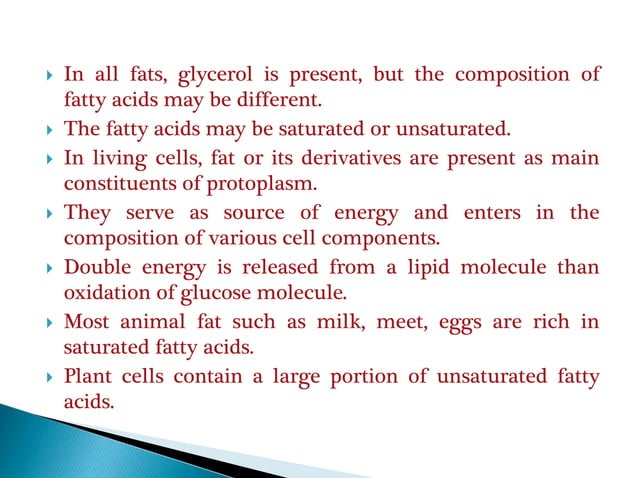 In all fats, glycerol is present, but the composition of
fatty acids may be different.
The fatty acids may be saturated or unsaturated.
In living cells, fat or its derivatives are present as main
constituents of protoplasm.
They serve as source of energy and enters in the
composition of various cell components.
Double energy is released from a lipid molecule than
oxidation of glucose molecule.
Most animal fat such as milk, meet, eggs are rich in
saturated fatty acids.
Plant cells contain a large portion of unsaturated fatty
acids.